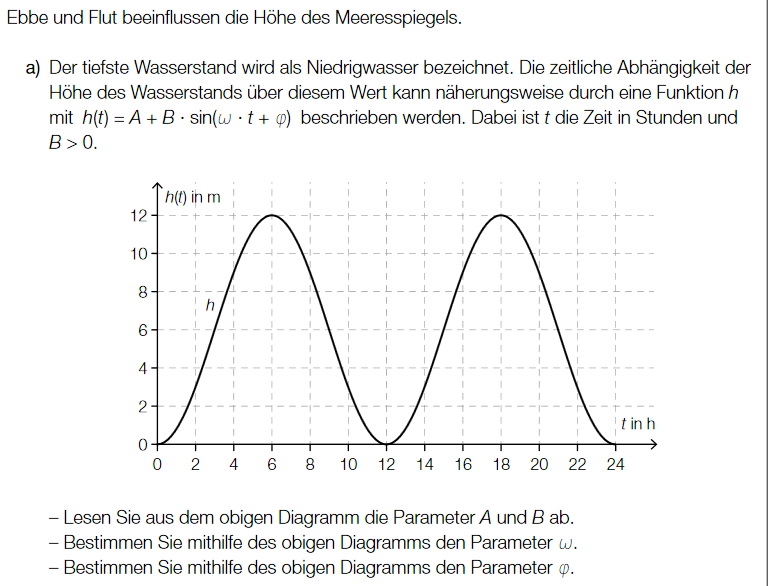 Ebbe und Flut beeinflussen die Höhe des Meeresspiegels.
a) Der tiefste Wasserstand wird als Niedrigwasser bezeichnet. Die zeitliche Abhängigkeit der
Höhe des Wasserstands über diesem Wert kann näherungsweise durch eine Funktion h
mit h(t) = A + B · sin(ω · t + φ) beschrieben werden. Dabei ist t die Zeit in Stunden und
B > 0.
h(t) in m
12
10
8
h
6
4
2
t in h
0
0 2 4 6 8 10 12 14 16 18 20 22 24
– Lesen Sie aus dem obigen Diagramm die Parameter A und B ab.
– Bestimmen Sie mithilfe des obigen Diagramms den Parameter ω.
– Bestimmen Sie mithilfe des obigen Diagramms den Parameter φ.